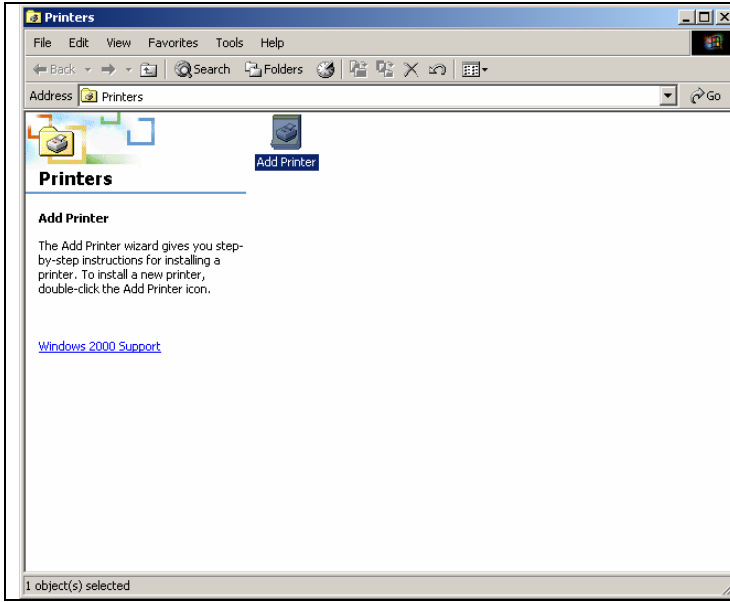 Printers
File Edit View Favorites Tools Help
Back Search Folders
Address Printers Go
Add Printer
Printers
Add Printer
The Add Printer wizard gives you step-
by-step instructions for installing a
printer. To install a new printer,
double-click the Add Printer icon.
Windows 2000 Support
1 object(s) selected